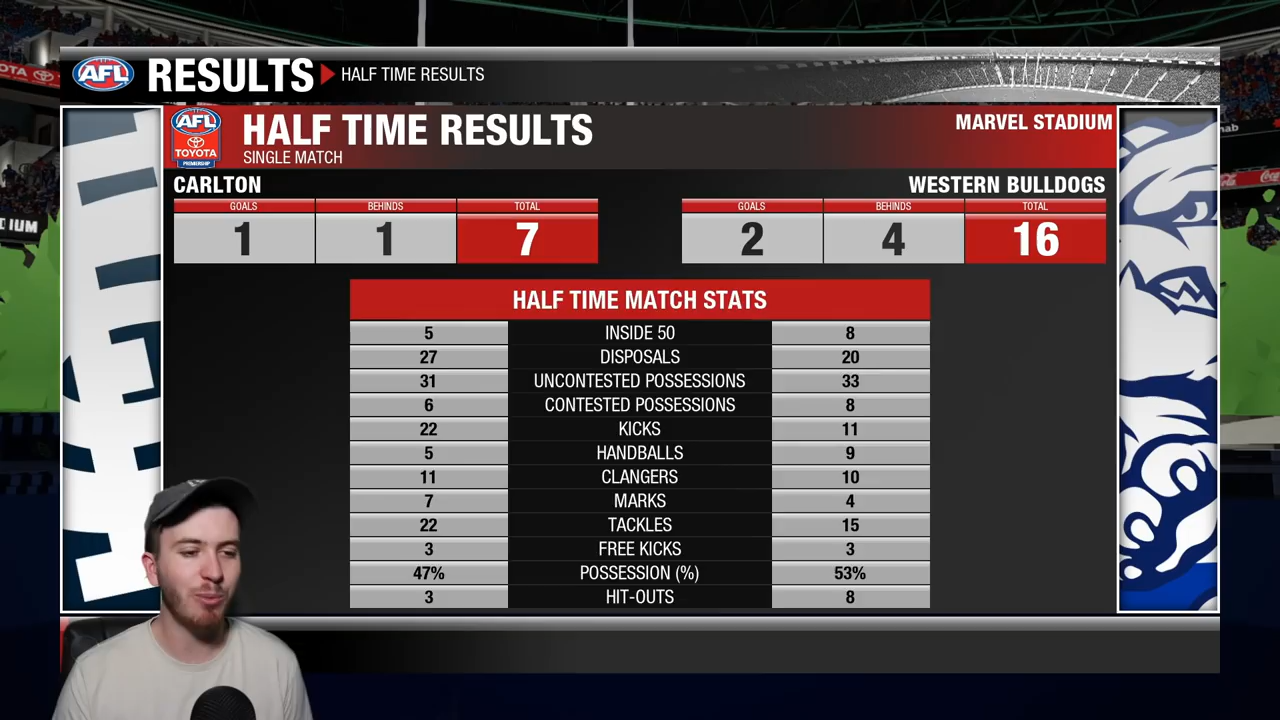 AFL RESULTS HALF TIME RESULTS
AFL
TOYOTA
PREMIERSHIP
HALF TIME RESULTS
SINGLE MATCH
MARVEL STADIUM
CARLTON
WESTERN BULLDOGS
GOALS BEHINDS TOTAL
1 1 7
GOALS BEHINDS TOTAL
2 4 16
HALF TIME MATCH STATS
5 INSIDE 50 8
27 DISPOSALS 20
31 UNCONTESTED POSSESSIONS 33
6 CONTESTED POSSESSIONS 8
22 KICKS 11
5 HANDBALLS 9
11 CLANGERS 10
7 MARKS 4
22 TACKLES 15
3 FREE KICKS 3
47% POSSESSION (%) 53%
3 HIT-OUTS 8